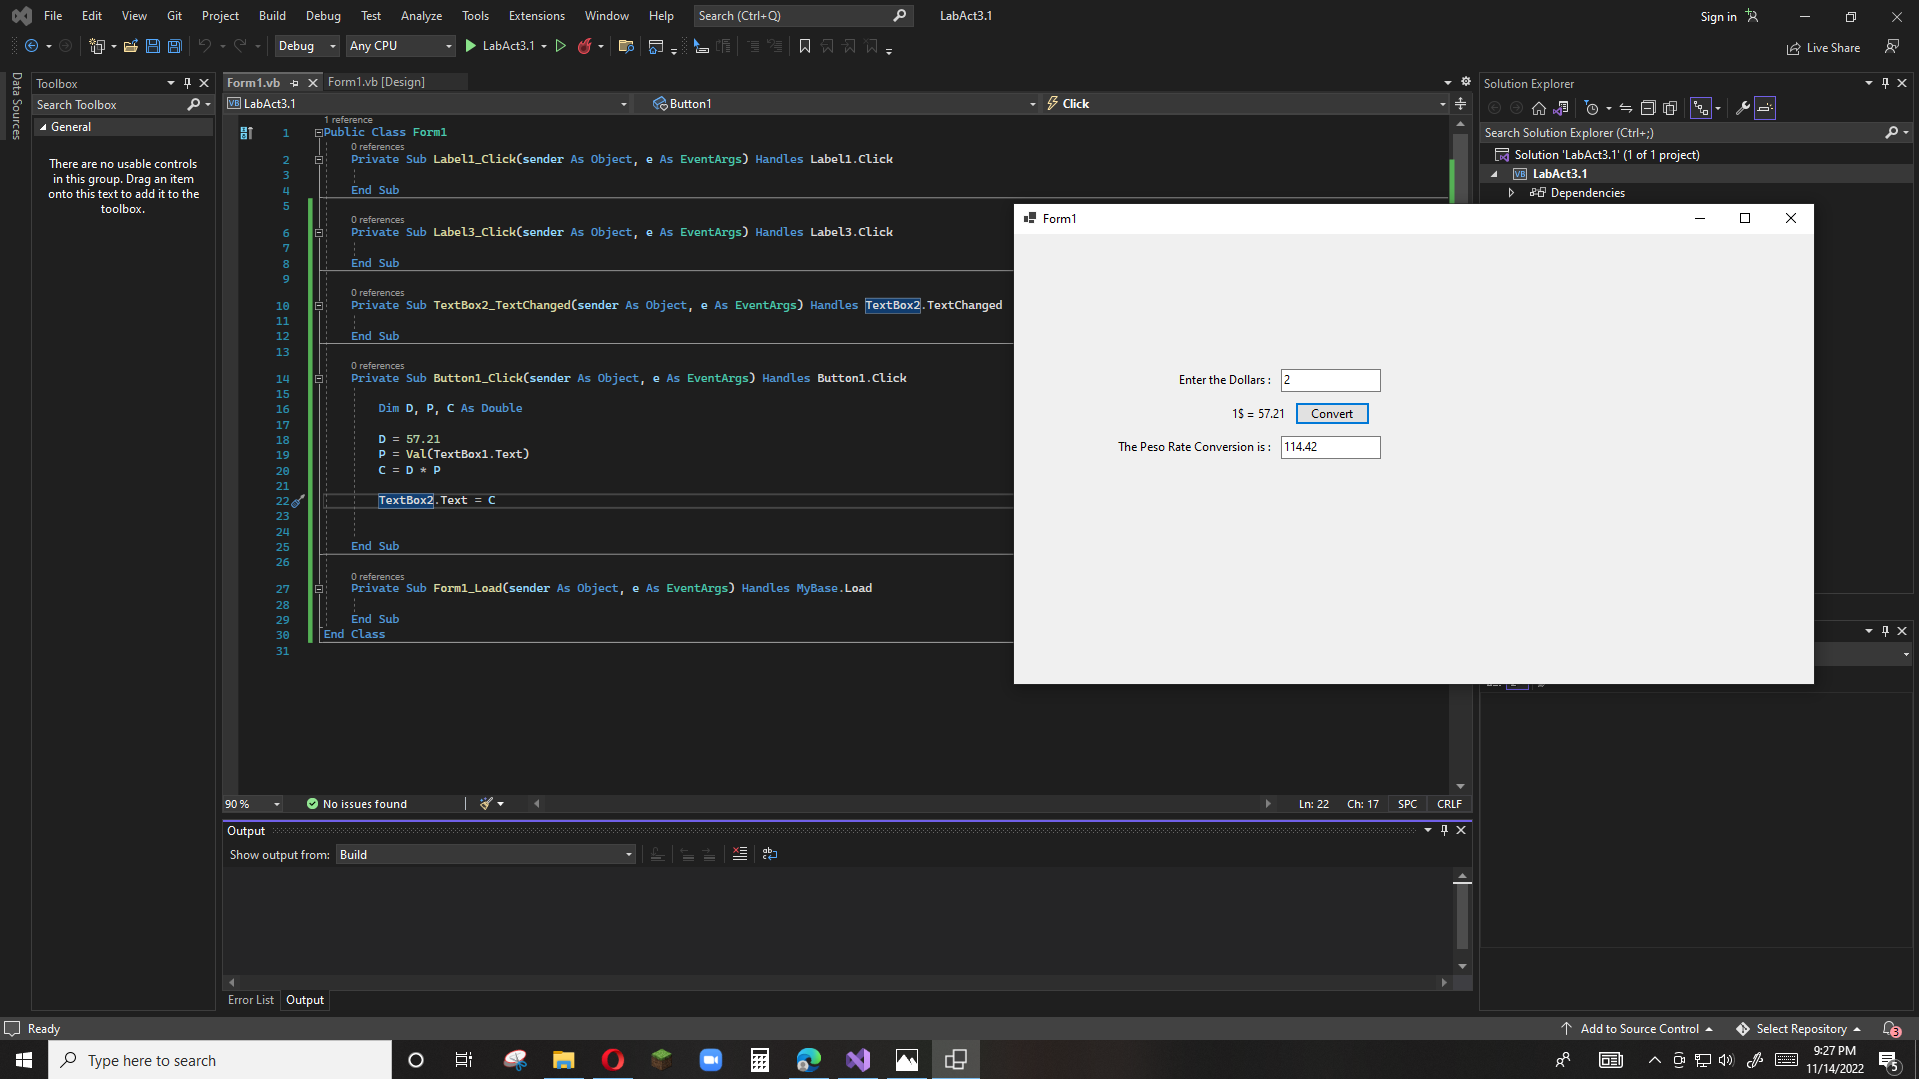 File Edit View Git Project Build Debug Test Analyze Tools Extensions Window Help Search (Ctrl+Q) LabAct3.1 Sign in
Debug Any CPU LabAct3.1 Live Share
Data Sources
Toolbox
Search Toolbox
General
There are no usable controls
in this group. Drag an item
onto this text to add it to the
toolbox.
Form1.vb Form1.vb [Design]
VB LabAct3.1 Button1 Click
1 reference
1 Public Class Form1
0 references
2 Private Sub Label1_Click(sender As Object, e As EventArgs) Handles Label1.Click
3
4 End Sub
5
0 references
6 Private Sub Label3_Click(sender As Object, e As EventArgs) Handles Label3.Click
7
8 End Sub
9
0 references
10 Private Sub TextBox2_TextChanged(sender As Object, e As EventArgs) Handles TextBox2.TextChanged
11
12 End Sub
13
0 references
14 Private Sub Button1_Click(sender As Object, e As EventArgs) Handles Button1.Click
15
16 Dim D, P, C As Double
17
18 D = 57.21
19 P = Val(TextBox1.Text)
20 C = D * P
21
22 TextBox2.Text = C
23
24
25 End Sub
26
0 references
27 Private Sub Form1_Load(sender As Object, e As EventArgs) Handles MyBase.Load
28
29 End Sub
30 End Class
31
90 % No issues found Ln: 22 Ch: 17 SPC CRLF
Output
Show output from: Build
Error List Output
Form1
Enter the Dollars : 2
1$ = 57.21 Convert
The Peso Rate Conversion is : 114.42
Solution Explorer
Search Solution Explorer (Ctrl+;)
Solution 'LabAct3.1' (1 of 1 project)
VB LabAct3.1
Dependencies
Ready Add to Source Control Select Repository 3
Type here to search
9:27 PM
11/14/2022
5